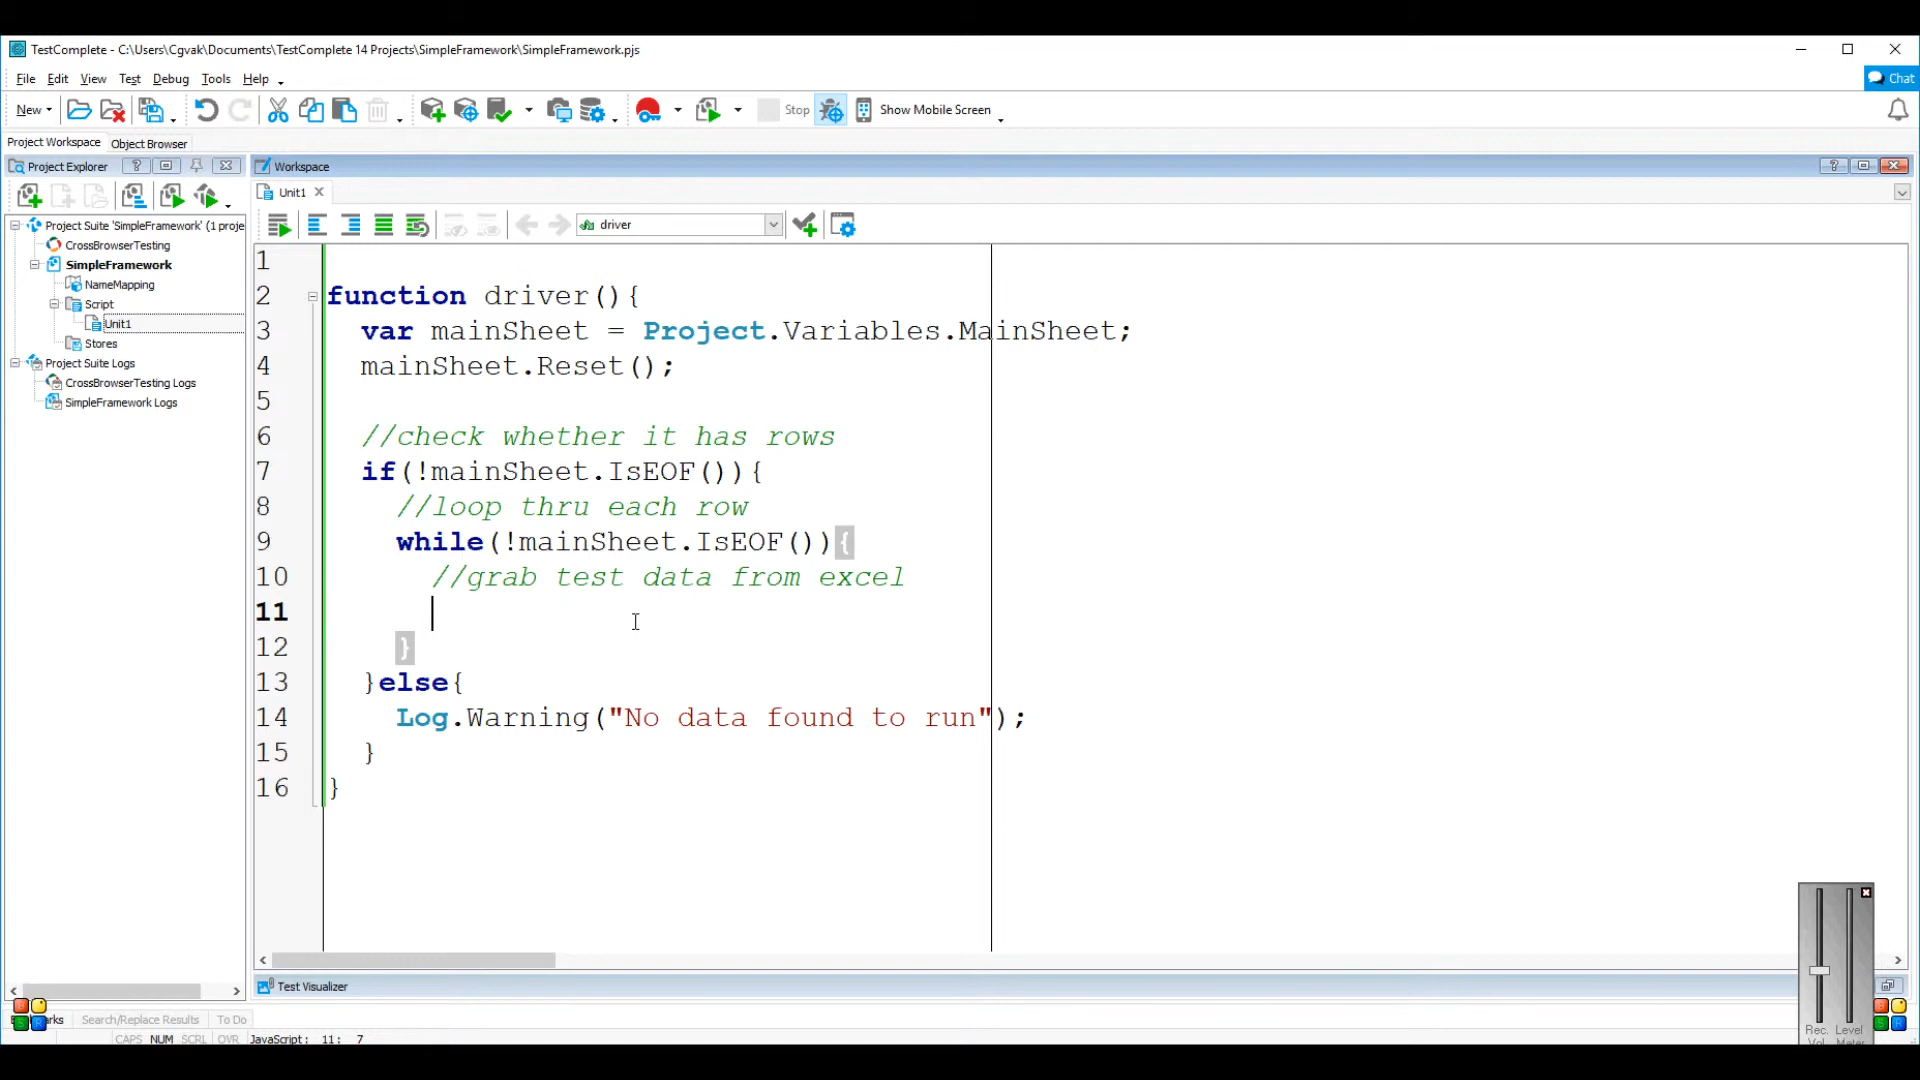 TestComplete - C:\Users\Cgvak\Documents\TestComplete 14 Projects\SimpleFramework\SimpleFramework.pjs
File Edit View Test Debug Tools Help
Chat
New Stop Show Mobile Screen
Project Workspace Object Browser
Project Explorer
Workspace
Unit1
driver
Project Suite 'SimpleFramework' (1 proje
CrossBrowserTesting
SimpleFramework
NameMapping
Script
Unit1
Stores
Project Suite Logs
CrossBrowserTesting Logs
SimpleFramework Logs
1
2 function driver(){
3 var mainSheet = Project.Variables.MainSheet;
4 mainSheet.Reset();
5
6 //check whether it has rows
7 if(!mainSheet.IsEOF()){
8 //loop thru each row
9 while(!mainSheet.IsEOF()){
10 //grab test data from excel
11
12 }
13 }else{
14 Log.Warning("No data found to run");
15 }
16 }
Test Visualizer
Search/Replace Results To Do
CAPS NUM SCRL OVR JavaScript: 11: 7
Rec. Level